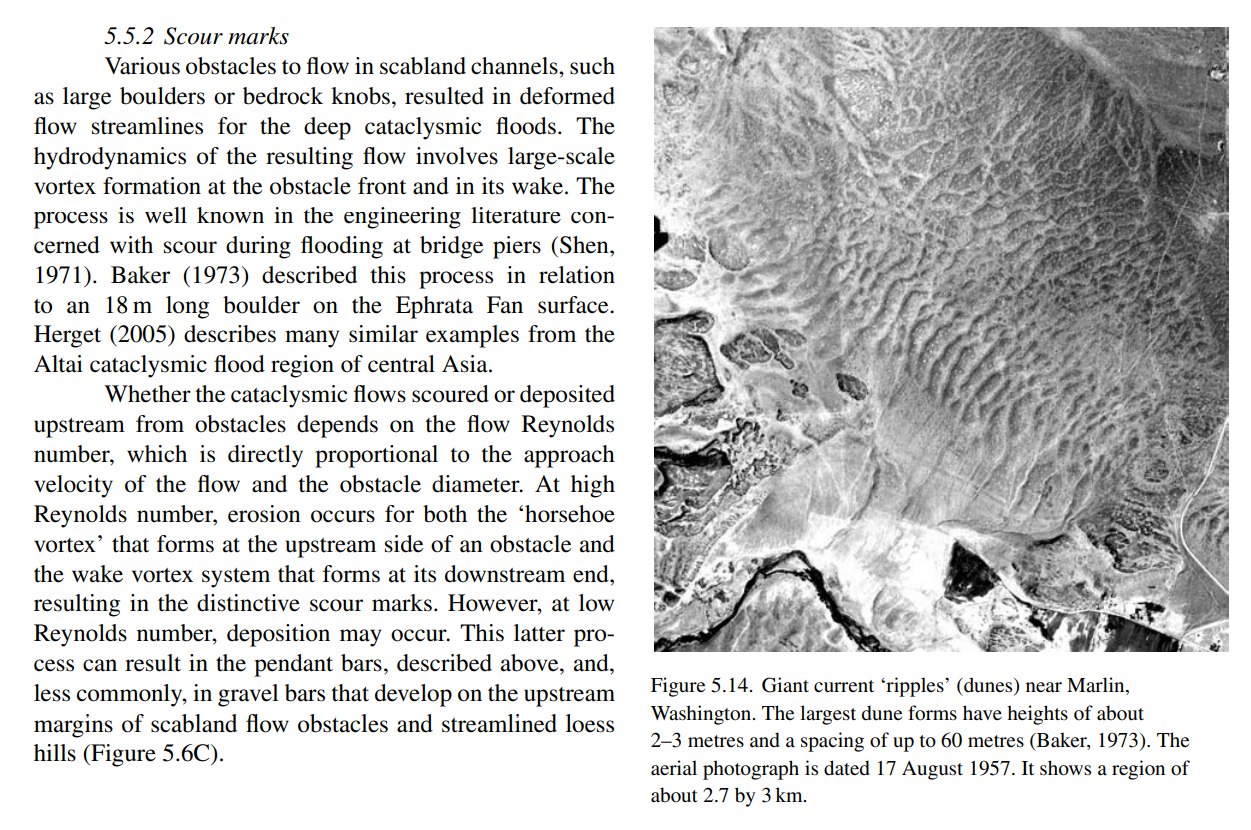 5.5.2 Scour marks
Various obstacles to flow in scabland channels, such
as large boulders or bedrock knobs, resulted in deformed
flow streamlines for the deep cataclysmic floods. The
hydrodynamics of the resulting flow involves large-scale
vortex formation at the obstacle front and in its wake. The
process is well known in the engineering literature con-
cerned with scour during flooding at bridge piers (Shen,
1971). Baker (1973) described this process in relation
to an 18 m long boulder on the Ephrata Fan surface.
Herget (2005) describes many similar examples from the
Altai cataclysmic flood region of central Asia.
Whether the cataclysmic flows scoured or deposited
upstream from obstacles depends on the flow Reynolds
number, which is directly proportional to the approach
velocity of the flow and the obstacle diameter. At high
Reynolds number, erosion occurs for both the ‘horsehoe
vortex’ that forms at the upstream side of an obstacle and
the wake vortex system that forms at its downstream end,
resulting in the distinctive scour marks. However, at low
Reynolds number, deposition may occur. This latter pro-
cess can result in the pendant bars, described above, and,
less commonly, in gravel bars that develop on the upstream
margins of scabland flow obstacles and streamlined loess
hills (Figure 5.6C).
Figure 5.14. Giant current ‘ripples’ (dunes) near Marlin,
Washington. The largest dune forms have heights of about
2–3 metres and a spacing of up to 60 metres (Baker, 1973). The
aerial photograph is dated 17 August 1957. It shows a region of
about 2.7 by 3 km.